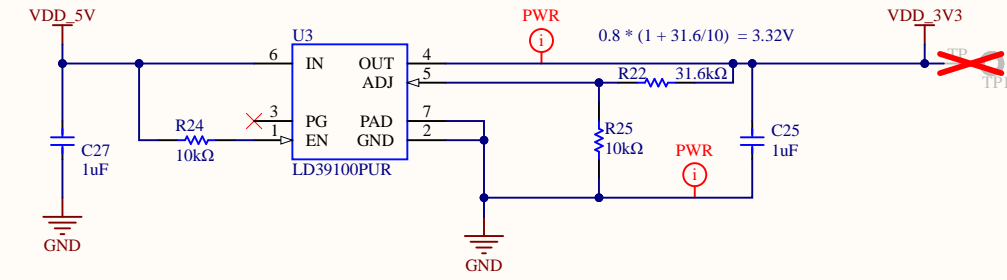 VDD_5V
PWR
VDD_3V3
U3
0.8 * (1 + 31.6/10) = 3.32V
6 IN
OUT 4
ADJ 5
R22 31.6kΩ
TP
3 PG
PAD 7
R24
1 EN
GND 2
R25
C25
10kΩ
10kΩ
1uF
C27
1uF
LD39100PUR
PWR
GND
GND
i
i